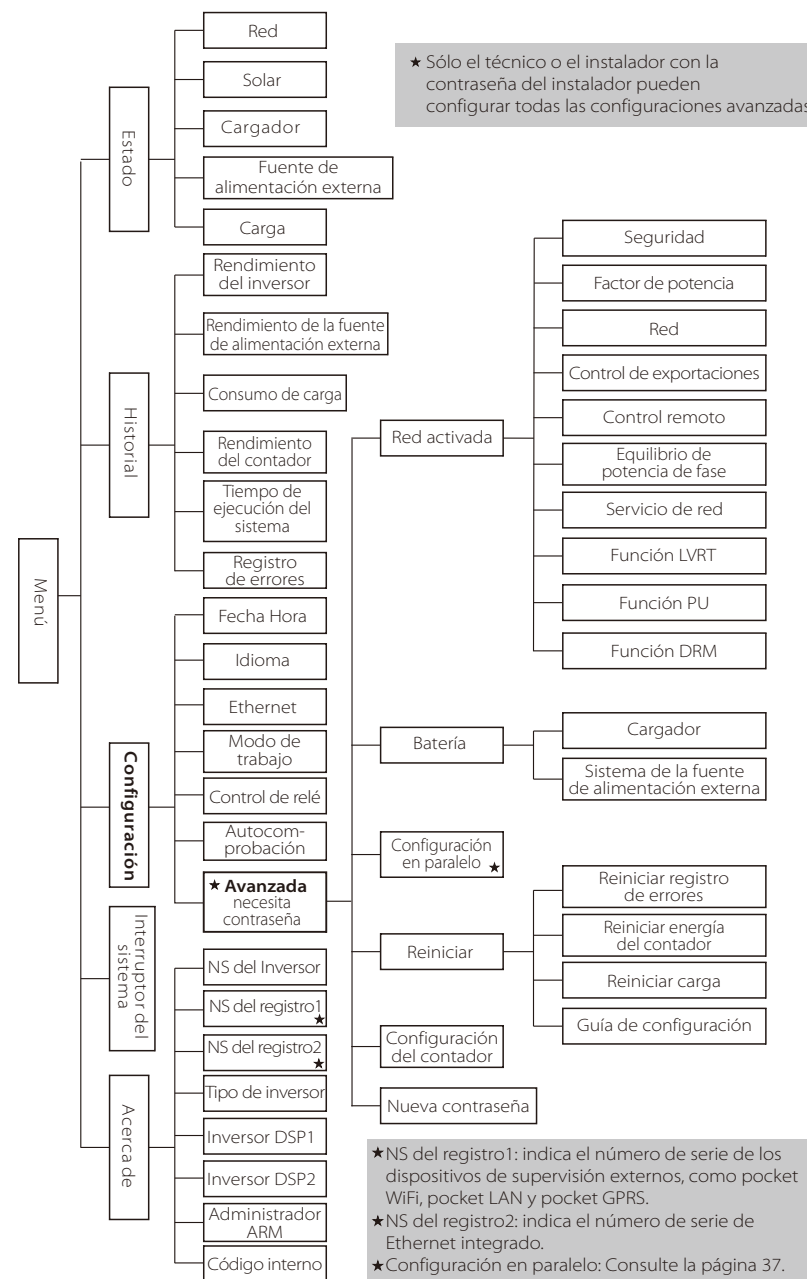 Menú
Estado
Red
Solar
Cargador
Fuente de
alimentación externa
Carga
Historial
Rendimiento
del inversor
Rendimiento de la fuente
de alimentación externa
Consumo de carga
Rendimiento
del contador
Tiempo de
ejecución del
sistema
Registro
de errores
Configuración
Fecha Hora
Idioma
Ethernet
Modo de
trabajo
Control de relé
Autocom-
probación
★ Avanzada
necesita
contraseña
Interruptor del
sistema
Acerca de
NS del Inversor
NS del registro1
★
NS del registro2
★
Tipo de inversor
Inversor DSP1
Inversor DSP2
Administrador
ARM
Código interno
★ Sólo el técnico o el instalador con la
contraseña del instalador pueden
configurar todas las configuraciones avanzadas
Red activada
Seguridad
Factor de potencia
Red
Control de exportaciones
Control remoto
Equilibrio de
potencia de fase
Servicio de red
Función LVRT
Función PU
Función DRM
Batería
Cargador
Sistema de la fuente
de alimentación externa
Configuración
en paralelo ★
Reiniciar
Reiniciar registro
de errores
Reiniciar energía
del contador
Reiniciar carga
Guía de configuración
Configuración
del contador
Nueva contraseña
★NS del registro1: indica el número de serie de los
dispositivos de supervisión externos, como pocket
WiFi, pocket LAN y pocket GPRS.
★NS del registro2: indica el número de serie de
Ethernet integrado.
★Configuración en paralelo: Consulte la página 37.